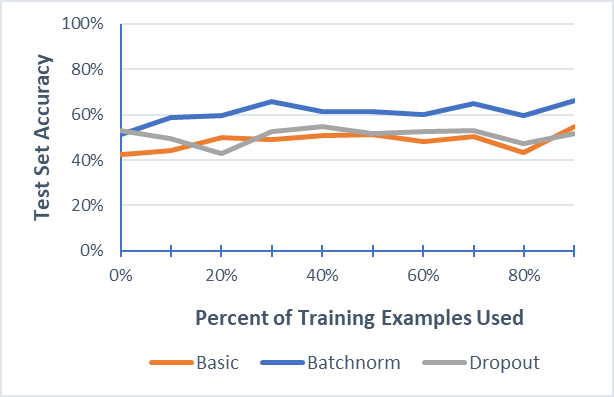 100%
80%
60%
40%
20%
0%
Test Set Accuracy
0% 20% 40% 60% 80%
Percent of Training Examples Used
Basic Batchnorm Dropout